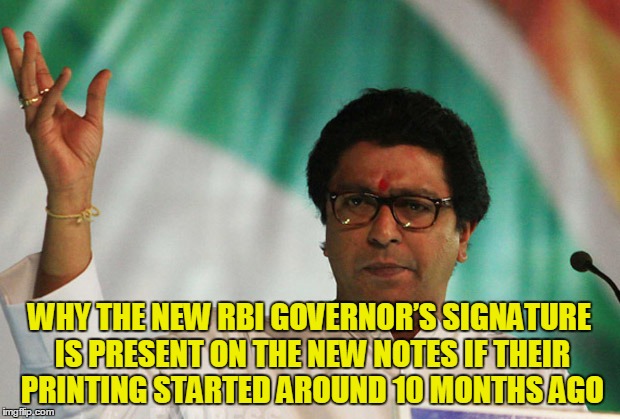 WHY THE NEW RBI GOVERNOR'S SIGNATURE
IS PRESENT ON THE NEW NOTES IF THEIR
PRINTING STARTED AROUND 10 MONTHS AGO
imgflip.com